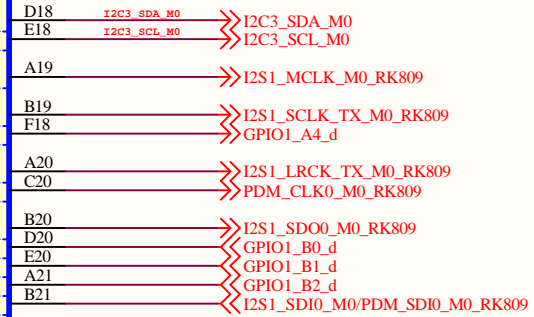 D18 I2C3_SDA_M0 I2C3_SDA_M0
E18 I2C3_SCL_M0 I2C3_SCL_M0
A19 I2S1_MCLK_M0_RK809
B19 I2S1_SCLK_TX_M0_RK809
F18 GPIO1_A4_d
A20 I2S1_LRCK_TX_M0_RK809
C20 PDM_CLK0_M0_RK809
B20 I2S1_SDO0_M0_RK809
D20 GPIO1_B0_d
E20 GPIO1_B1_d
A21 GPIO1_B2_d
B21 I2S1_SDI0_M0/PDM_SDI0_M0_RK809